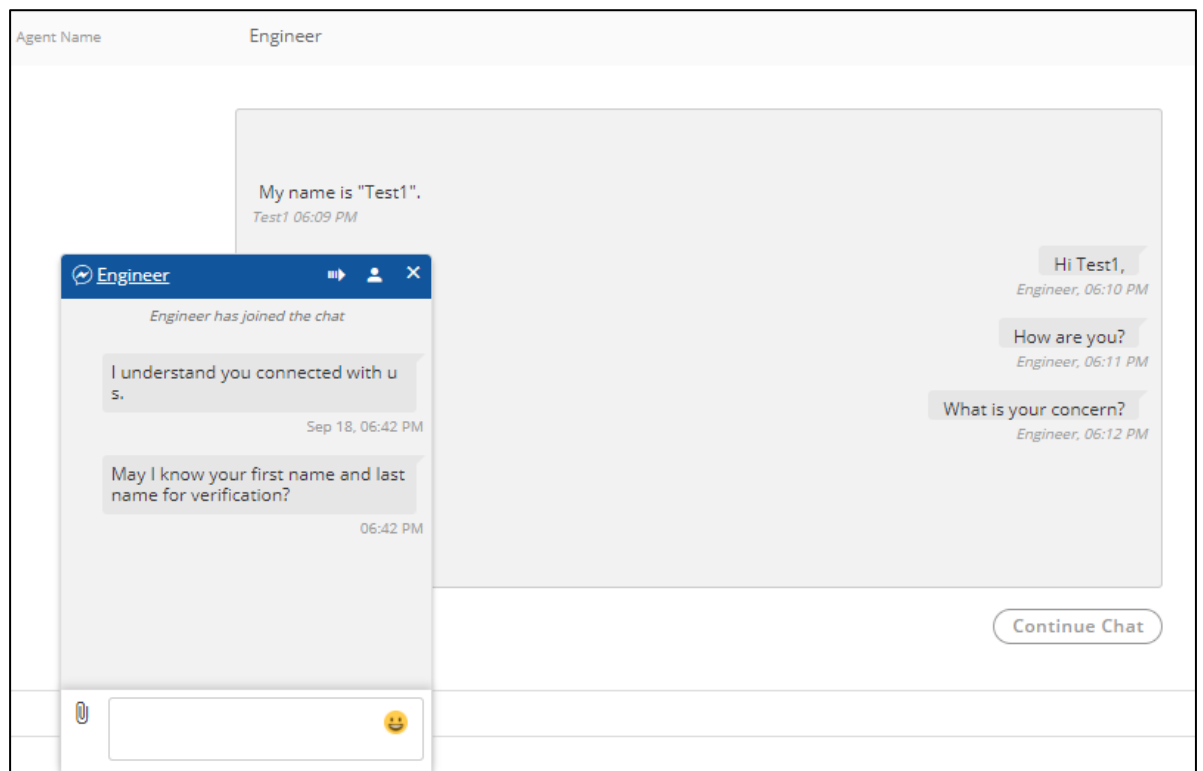 Agent Name
Engineer
My name is "Test1".
Test1 06:09 PM
Hi Test1,
Engineer, 06:10 PM
How are you?
Engineer, 06:11 PM
What is your concern?
Engineer, 06:12 PM
Continue Chat
Engineer
Engineer has joined the chat
I understand you connected with u
s.
Sep 18, 06:42 PM
May I know your first name and last
name for verification?
06:42 PM